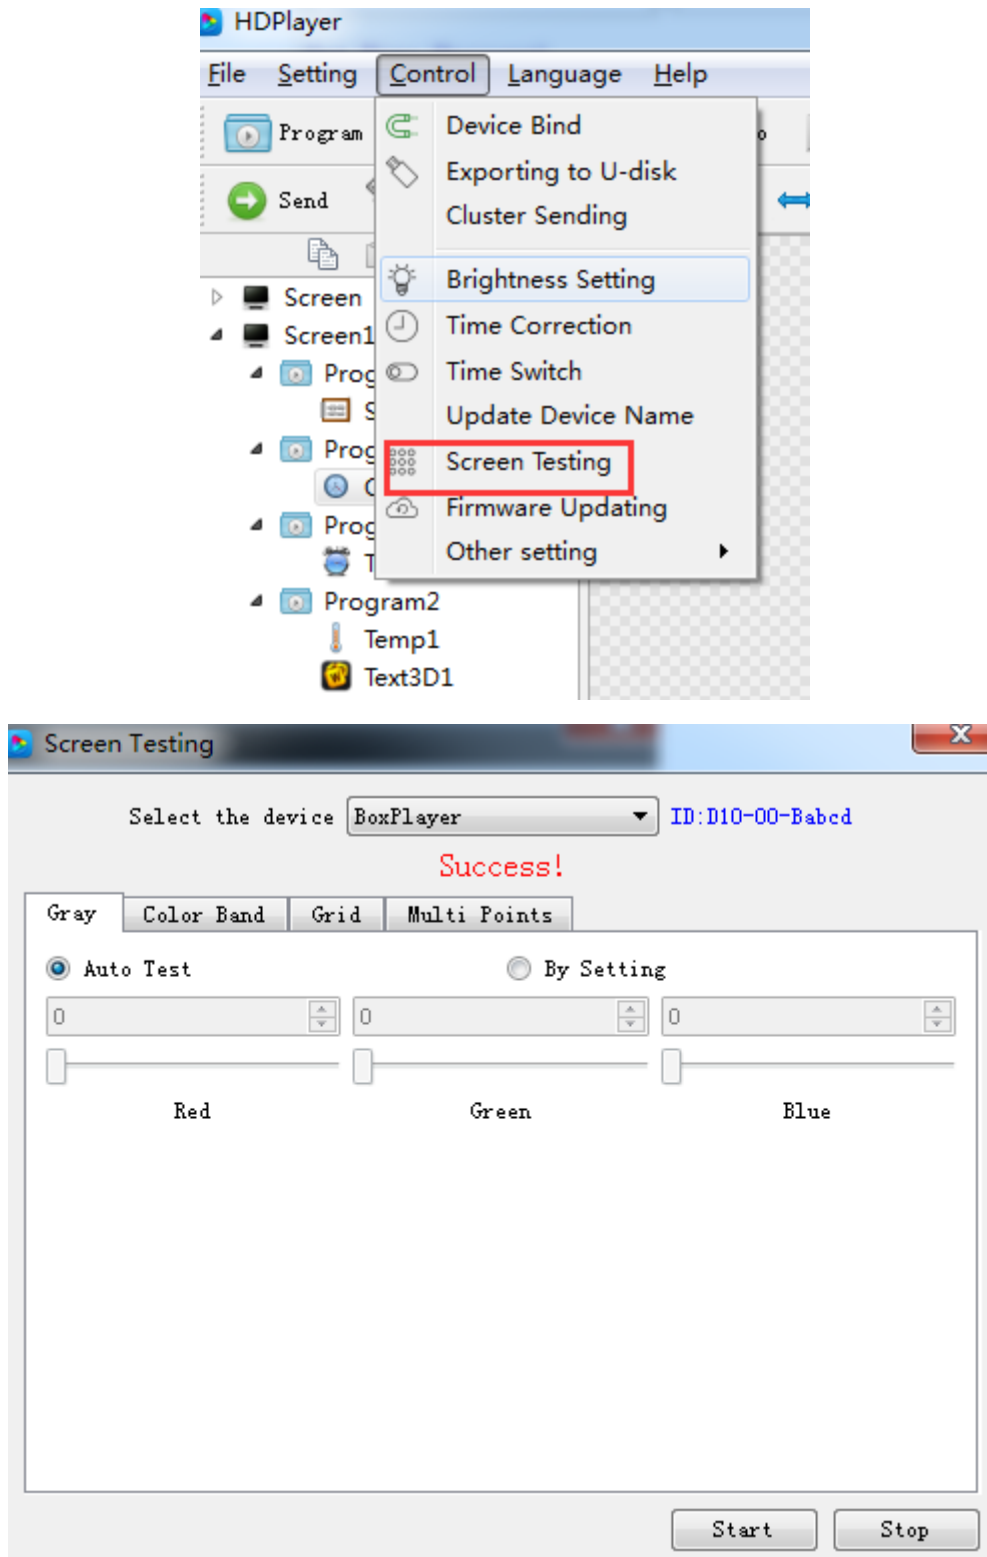 HDPlayer
File Setting Control Language Help
Program
Device Bind
Exporting to U-disk
Send
Cluster Sending
Brightness Setting
Screen
Time Correction
Screen1
Time Switch
Update Device Name
Screen Testing
Firmware Updating
Other setting
Program2
Temp1
Text3D1
Screen Testing
Select the device BoxPlayer ID:D10-00-Babcd
Success!
Gray Color Band Grid Multi Points
Auto Test By Setting
0 0 0
Red Green Blue
Start Stop